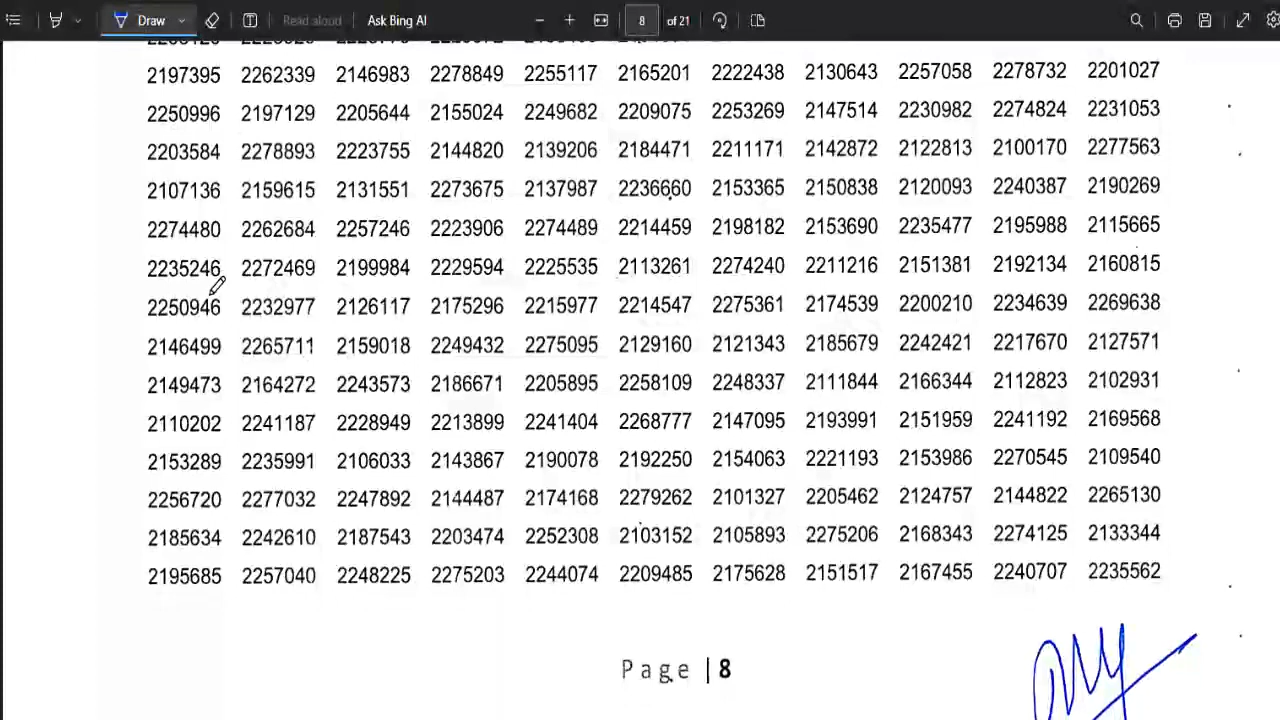 Draw Read aloud Ask Bing AI 8 of 21
2197395 2262339 2146983 2278849 2255117 2165201 2222438 2130643 2257058 2278732 2201027
2250996 2197129 2205644 2155024 2249682 2209075 2253269 2147514 2230982 2274824 2231053
2203584 2278893 2223755 2144820 2139206 2184471 2211171 2142872 2122813 2100170 2277563
2107136 2159615 2131551 2273675 2137987 2236660 2153365 2150838 2120093 2240387 2190269
2274480 2262684 2257246 2223906 2274489 2214459 2198182 2153690 2235477 2195988 2115665
2235246 2272469 2199984 2229594 2225535 2113261 2274240 2211216 2151381 2192134 2160815
2250946 2232977 2126117 2175296 2215977 2214547 2275361 2174539 2200210 2234639 2269638
2146499 2265711 2159018 2249432 2275095 2129160 2121343 2185679 2242421 2217670 2127571
2149473 2164272 2243573 2186671 2205895 2258109 2248337 2111844 2166344 2112823 2102931
2110202 2241187 2228949 2213899 2241404 2268777 2147095 2193991 2151959 2241192 2169568
2153289 2235991 2106033 2143867 2190078 2192250 2154063 2221193 2153986 2270545 2109540
2256720 2277032 2247892 2144487 2174168 2279262 2101327 2205462 2124757 2144822 2265130
2185634 2242610 2187543 2203474 2252308 2103152 2105893 2275206 2168343 2274125 2133344
2195685 2257040 2248225 2275203 2244074 2209485 2175628 2151517 2167455 2240707 2235562
Page | 8